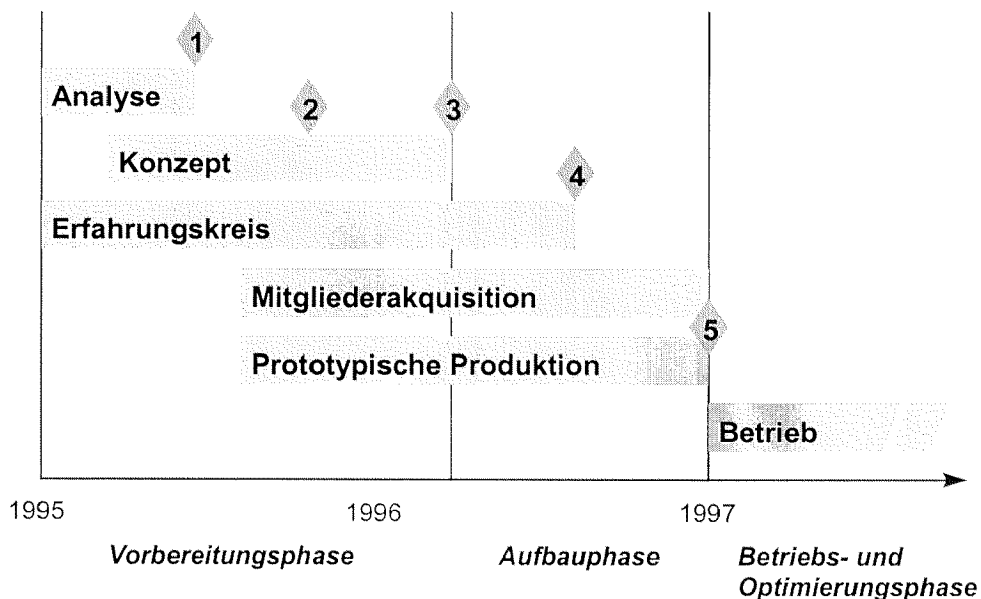 1
Analyse
2
3
Konzept
4
Erfahrungskreis
Mitgliederakquisition
5
Prototypische Produktion
Betrieb
1995
1996
1997
Vorbereitungsphase
Aufbauphase
Betriebs- und
Optimierungsphase